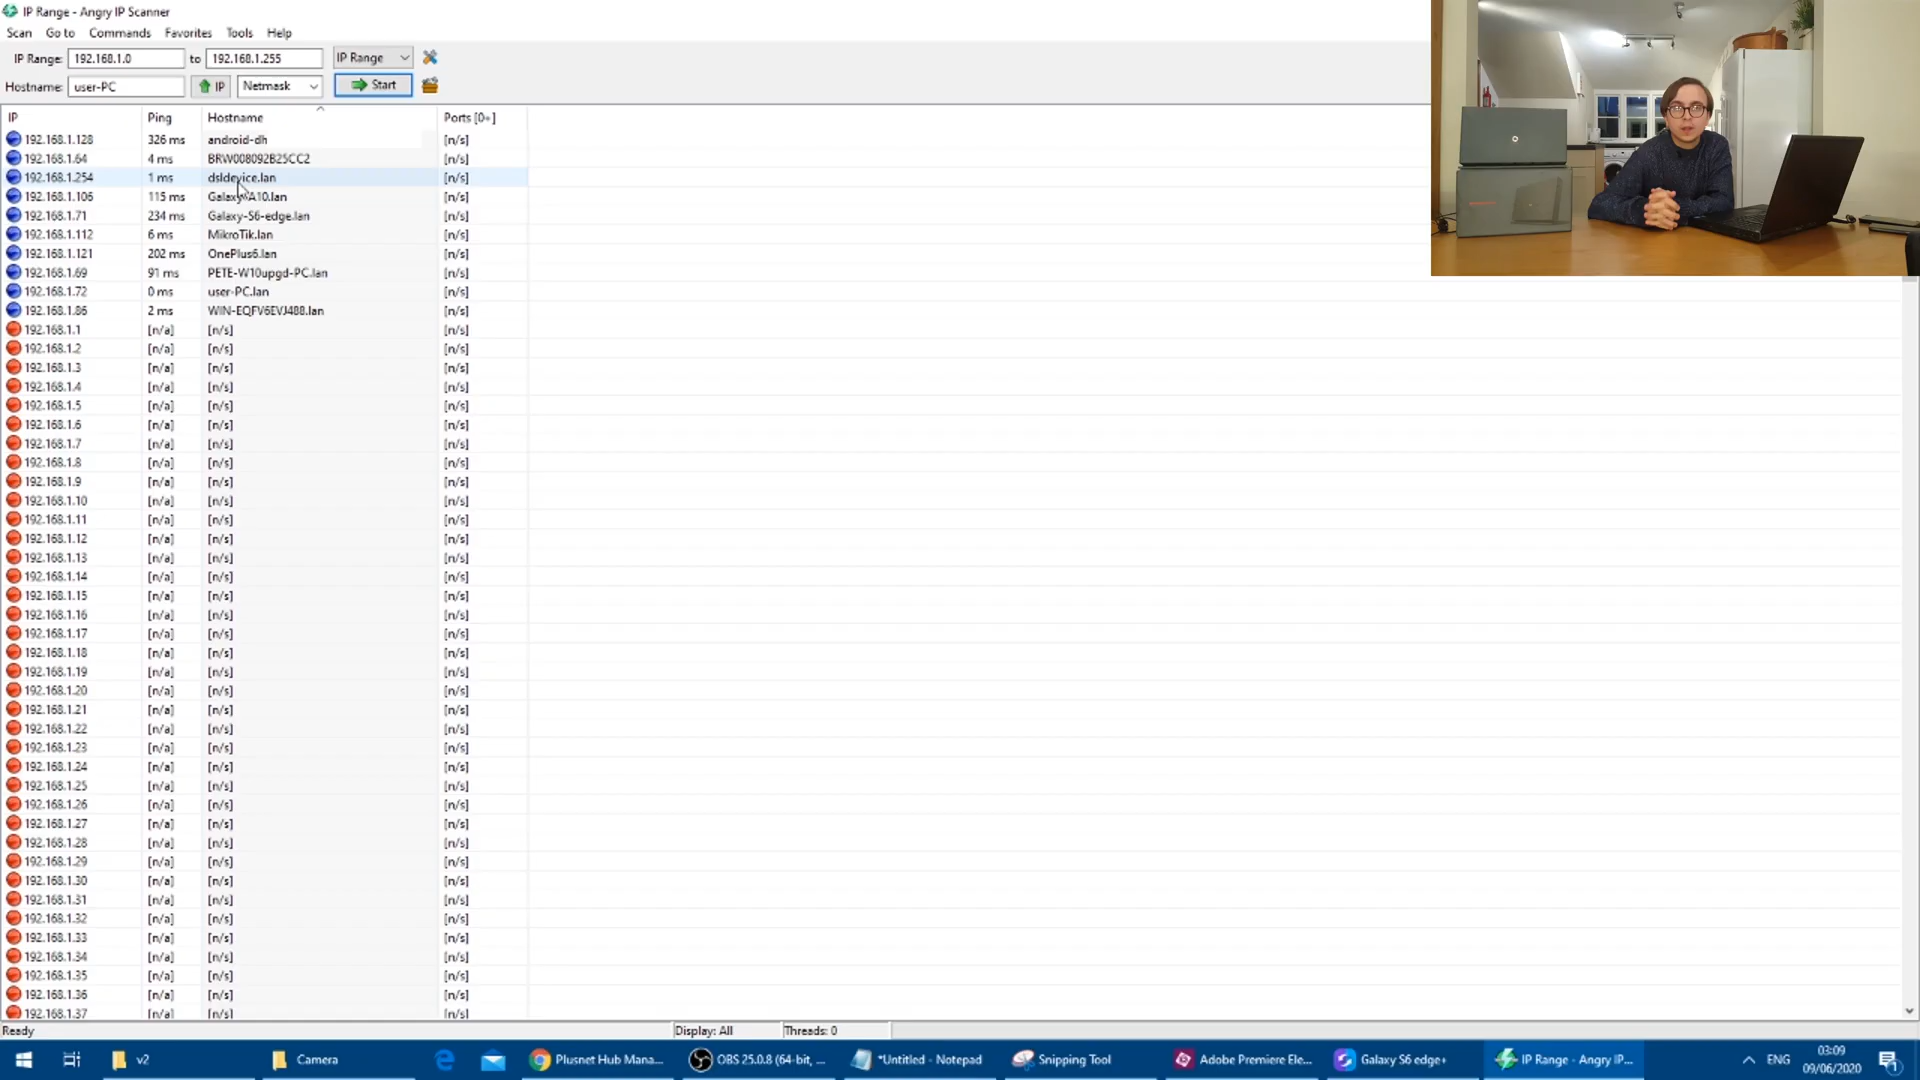 IP Range - Angry IP Scanner
Scan Go to Commands Favorites Tools Help
IP Range: 192.168.1.0 to 192.168.1.255 IP Range
Hostname: user-PC IP Netmask Start
IP Ping Hostname Ports [0+]
192.168.1.128 326 ms android-dh [n/s]
192.168.1.64 4 ms BRW008092B25CC2 [n/s]
192.168.1.254 1 ms dsldevice.lan [n/s]
192.168.1.106 115 ms Galaxy-A10.lan [n/s]
192.168.1.71 234 ms Galaxy-S6-edge.lan [n/s]
192.168.1.112 6 ms MikroTik.lan [n/s]
192.168.1.121 202 ms OnePlus6.lan [n/s]
192.168.1.69 91 ms PETE-W10upgd-PC.lan [n/s]
192.168.1.72 0 ms user-PC.lan [n/s]
192.168.1.86 2 ms WIN-EQFV6EVJ488.lan [n/s]
192.168.1.1 [n/a] [n/s] [n/s]
192.168.1.2 [n/a] [n/s] [n/s]
192.168.1.3 [n/a] [n/s] [n/s]
192.168.1.4 [n/a] [n/s] [n/s]
192.168.1.5 [n/a] [n/s] [n/s]
192.168.1.6 [n/a] [n/s] [n/s]
192.168.1.7 [n/a] [n/s] [n/s]
192.168.1.8 [n/a] [n/s] [n/s]
192.168.1.9 [n/a] [n/s] [n/s]
192.168.1.10 [n/a] [n/s] [n/s]
192.168.1.11 [n/a] [n/s] [n/s]
192.168.1.12 [n/a] [n/s] [n/s]
192.168.1.13 [n/a] [n/s] [n/s]
192.168.1.14 [n/a] [n/s] [n/s]
192.168.1.15 [n/a] [n/s] [n/s]
192.168.1.16 [n/a] [n/s] [n/s]
192.168.1.17 [n/a] [n/s] [n/s]
192.168.1.18 [n/a] [n/s] [n/s]
192.168.1.19 [n/a] [n/s] [n/s]
192.168.1.20 [n/a] [n/s] [n/s]
192.168.1.21 [n/a] [n/s] [n/s]
192.168.1.22 [n/a] [n/s] [n/s]
192.168.1.23 [n/a] [n/s] [n/s]
192.168.1.24 [n/a] [n/s] [n/s]
192.168.1.25 [n/a] [n/s] [n/s]
192.168.1.26 [n/a] [n/s] [n/s]
192.168.1.27 [n/a] [n/s] [n/s]
192.168.1.28 [n/a] [n/s] [n/s]
192.168.1.29 [n/a] [n/s] [n/s]
192.168.1.30 [n/a] [n/s] [n/s]
192.168.1.31 [n/a] [n/s] [n/s]
192.168.1.32 [n/a] [n/s] [n/s]
192.168.1.33 [n/a] [n/s] [n/s]
192.168.1.34 [n/a] [n/s] [n/s]
192.168.1.35 [n/a] [n/s] [n/s]
192.168.1.36 [n/a] [n/s] [n/s]
192.168.1.37 [n/a] [n/s] [n/s]
Ready Display: All Threads: 0
v2 Camera Plusnet Hub Mana... OBS 25.0.8 (64-bit, ... *Untitled - Notepad Snipping Tool Adobe Premiere Ele... Galaxy S6 edge+ IP Range - Angry IP... ENG 03:09
09/06/2020 1